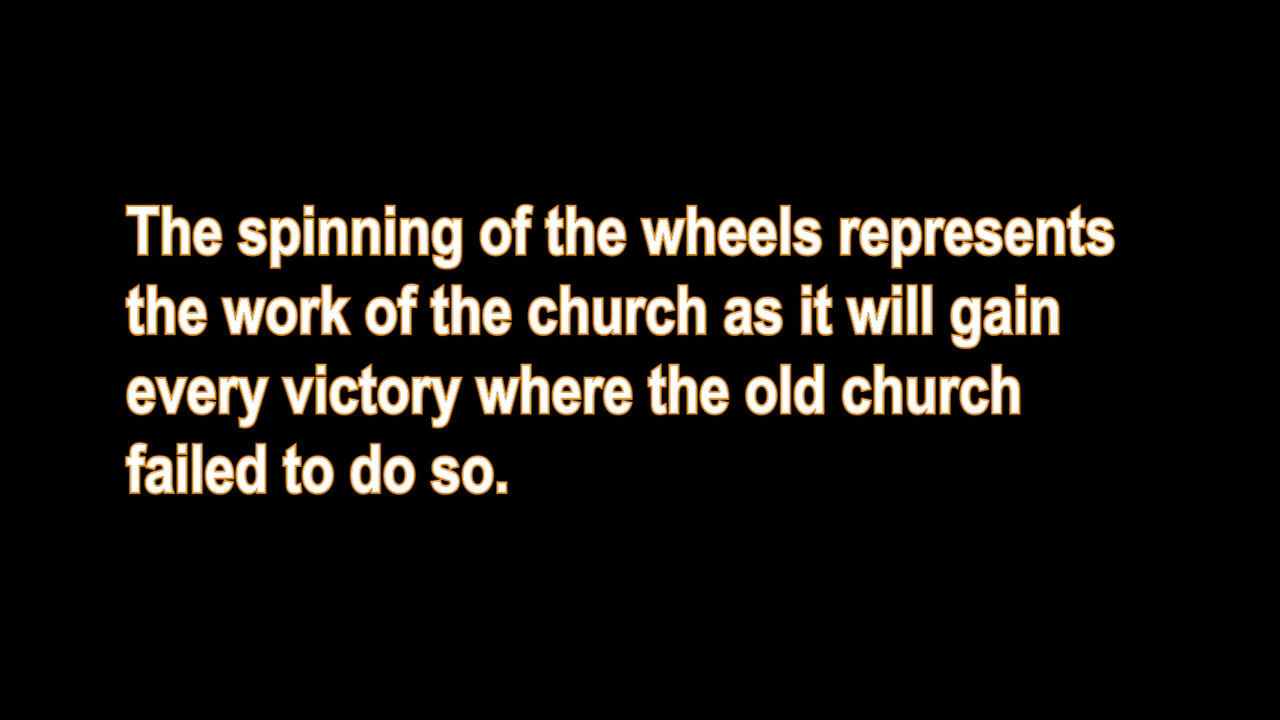 The spinning of the wheels represents
the work of the church as it will gain
every victory where the old church
failed to do so.